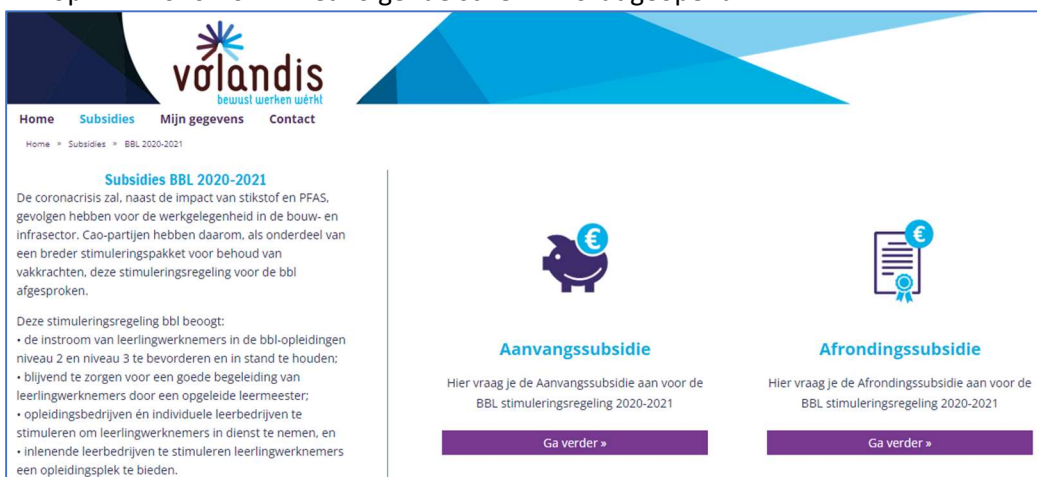 volandis
bewust werken wérkt
Home Subsidies Mijn gegevens Contact
Home » Subsidies » BBL 2020-2021
Subsidies BBL 2020-2021
De coronacrisis zal, naast de impact van stikstof en PFAS,
gevolgen hebben voor de werkgelegenheid in de bouw- en
infrasector. Cao-partijen hebben daarom, als onderdeel van
een breder stimuleringspakket voor behoud van
vakkrachten, deze stimuleringsregeling voor de bbl
afgesproken.
Deze stimuleringsregeling bbl beoogt:
• de instroom van leerlingwerknemers in de bbl-opleidingen
niveau 2 en niveau 3 te bevorderen en in stand te houden;
• blijvend te zorgen voor een goede begeleiding van
leerlingwerknemers door een opgeleide leermeester;
• opleidingsbedrijven én individuele leerbedrijven te
stimuleren om leerlingwerknemers in dienst te nemen, en
• inlenende leerbedrijven te stimuleren leerlingwerknemers
een opleidingsplek te bieden.
€
Aanvangssubsidie
Hier vraag je de Aanvangssubsidie aan voor de
BBL stimuleringsregeling 2020-2021
Ga verder »
€
Afrondingssubsidie
Hier vraag je de Afrondingssubsidie aan voor de
BBL stimuleringsregeling 2020-2021
Ga verder »